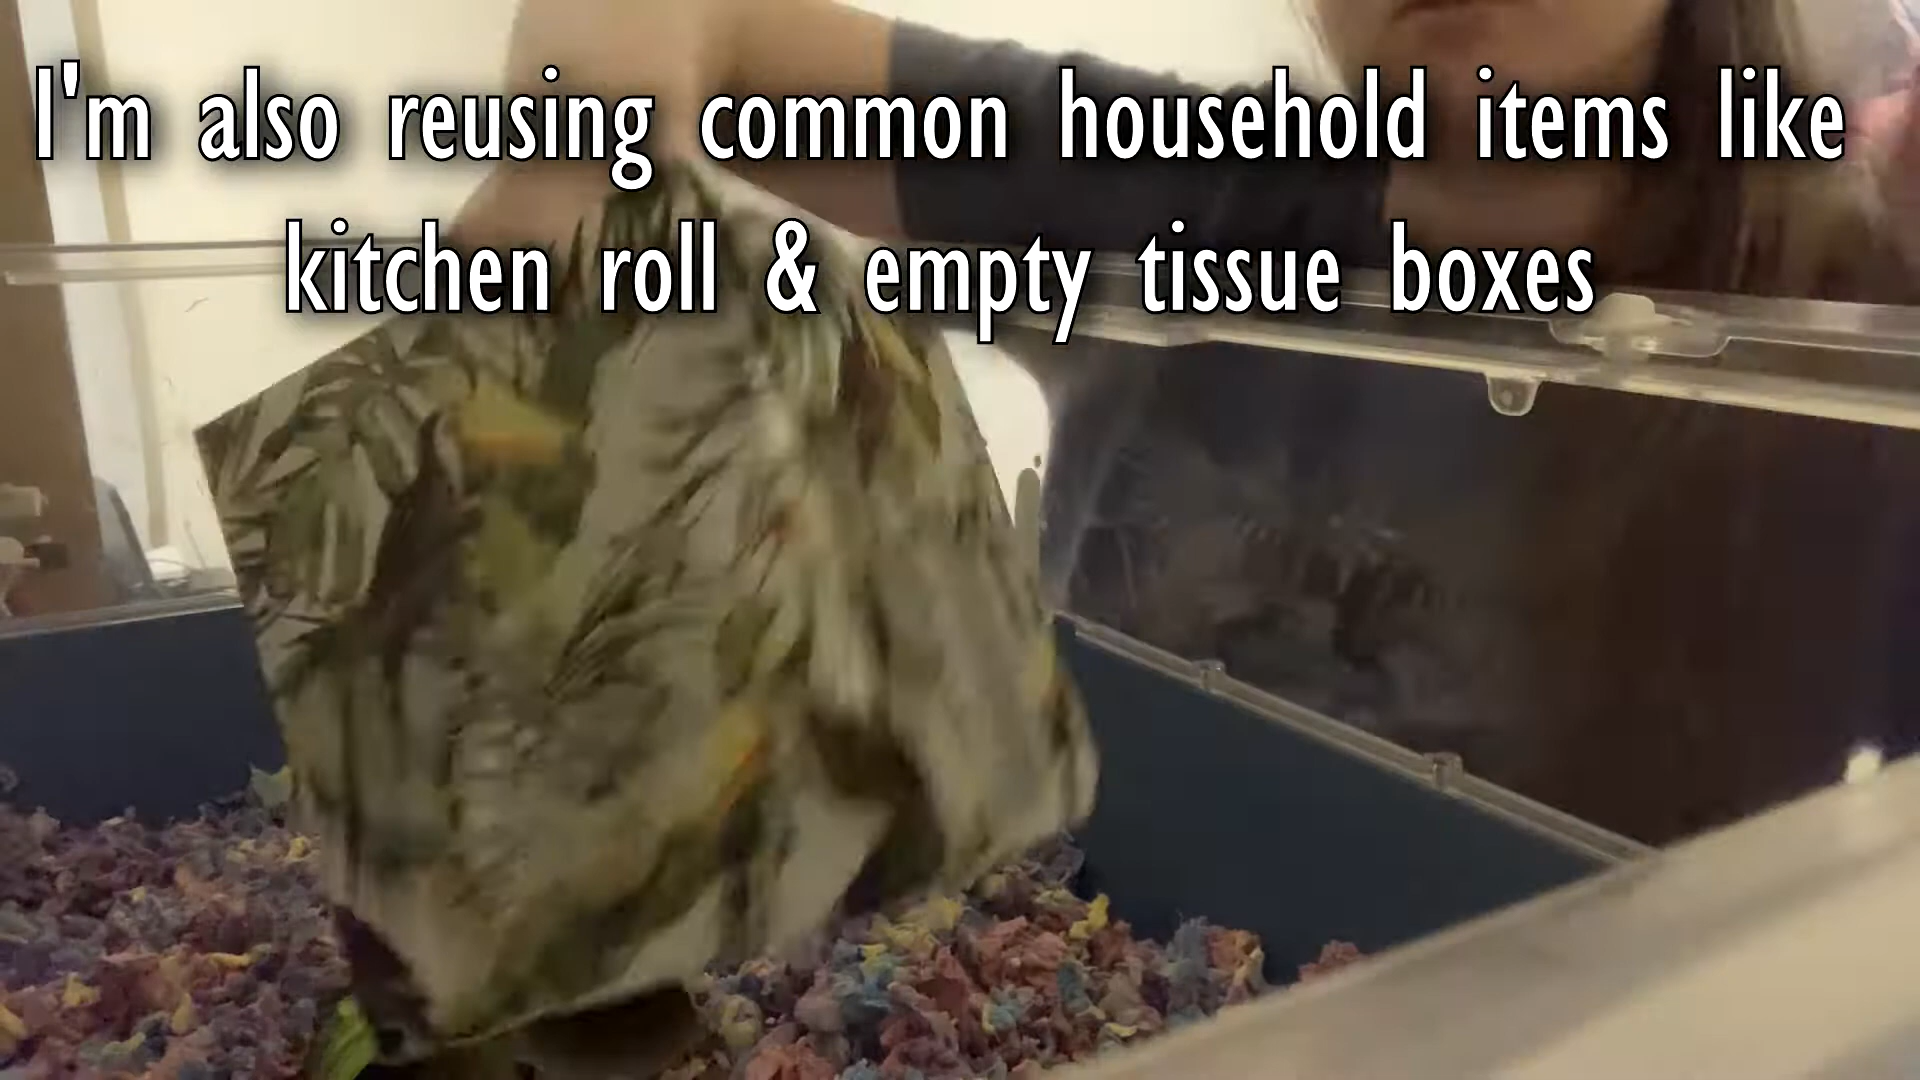 I'm also reusing common household items like
kitchen roll & empty tissue boxes